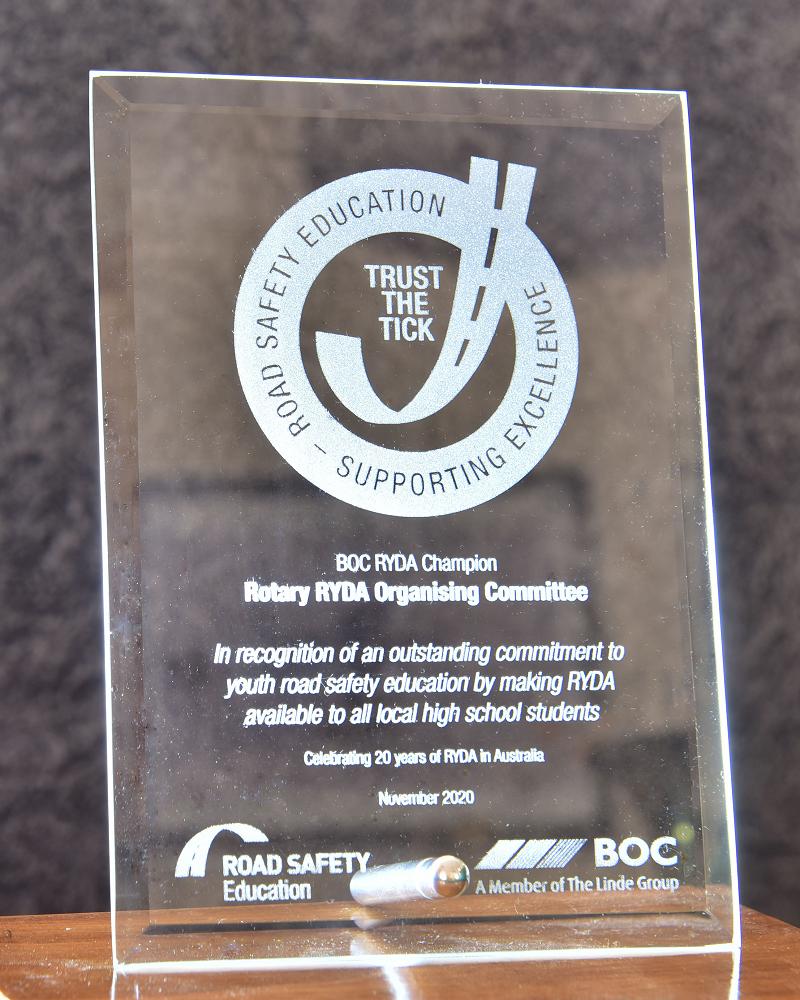 ROAD SAFETY EDUCATION – SUPPORTING EXCELLENCE
TRUST
THE
TICK
BOC RYDA Champion
Rotary RYDA Organising Committee
In recognition of an outstanding commitment to
youth road safety education by making RYDA
available to all local high school students
Celebrating 20 years of RYDA in Australia
November 2020
ROAD SAFETY
Education
BOC
A Member of The Linde Group